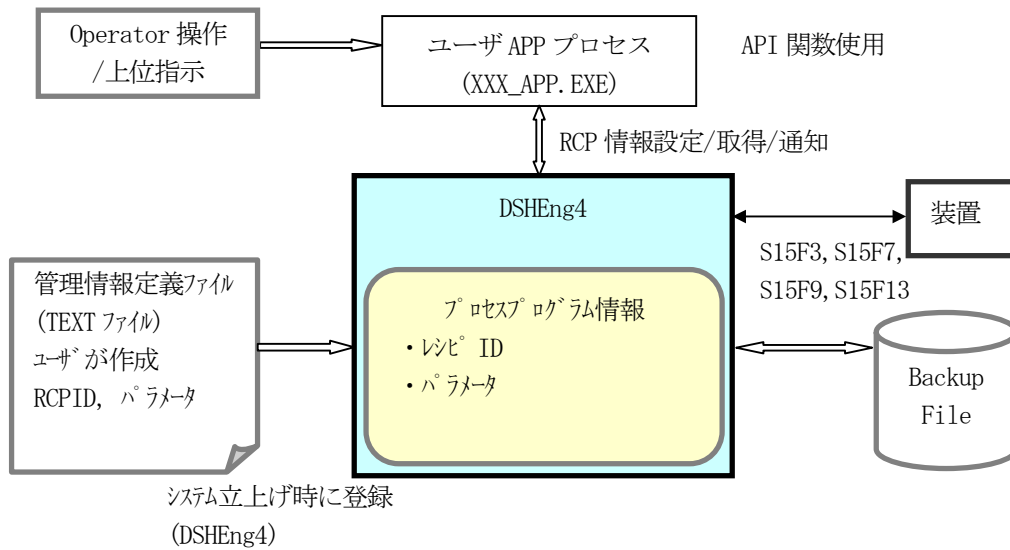 Operator 操作
/上位指示
ユーザ APP プロセス
(XXX_APP.EXE)
API 関数使用
RCP 情報設定/取得/通知
DSHEng4
装置
S15F3, S15F7,
S15F9, S15F13
管理情報定義ﾌｧｲﾙ
(TEXT ﾌｧｲﾙ)
ﾕｰｻﾞが作成
RCPID, ﾊﾟﾗﾒｰﾀ
ﾌﾟﾛｾｽﾌﾟﾛｸﾞﾗﾑ情報
・ﾚｼﾋﾟ ID
・ﾊﾟﾗﾒｰﾀ
Backup
File
ｼｽﾃﾑ立上げ時に登録
(DSHEng4)